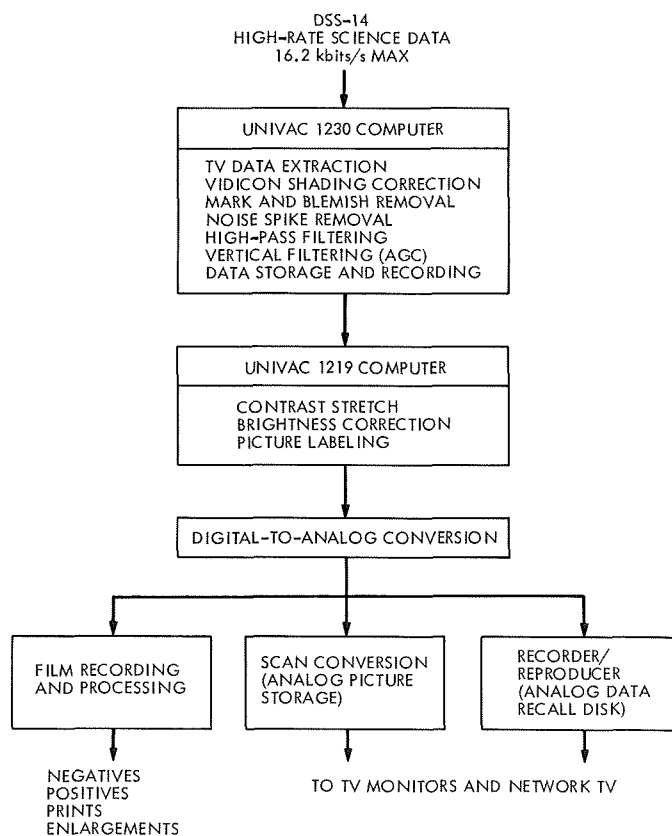 DSS-14
HIGH-RATE SCIENCE DATA
16.2 kbits/s MAX
UNIVAC 1230 COMPUTER
TV DATA EXTRACTION
VIDICON SHADING CORRECTION
MARK AND BLEMISH REMOVAL
NOISE SPIKE REMOVAL
HIGH-PASS FILTERING
VERTICAL FILTERING (AGC)
DATA STORAGE AND RECORDING
UNIVAC 1219 COMPUTER
CONTRAST STRETCH
BRIGHTNESS CORRECTION
PICTURE LABELING
DIGITAL-TO-ANALOG CONVERSION
FILM RECORDING
AND PROCESSING
SCAN CONVERSION
(ANALOG PICTURE
STORAGE)
RECORDER/
REPRODUCER
(ANALOG DATA
RECALL DISK)
NEGATIVES
POSITIVES
PRINTS
ENLARGEMENTS
TO TV MONITORS AND NETWORK TV